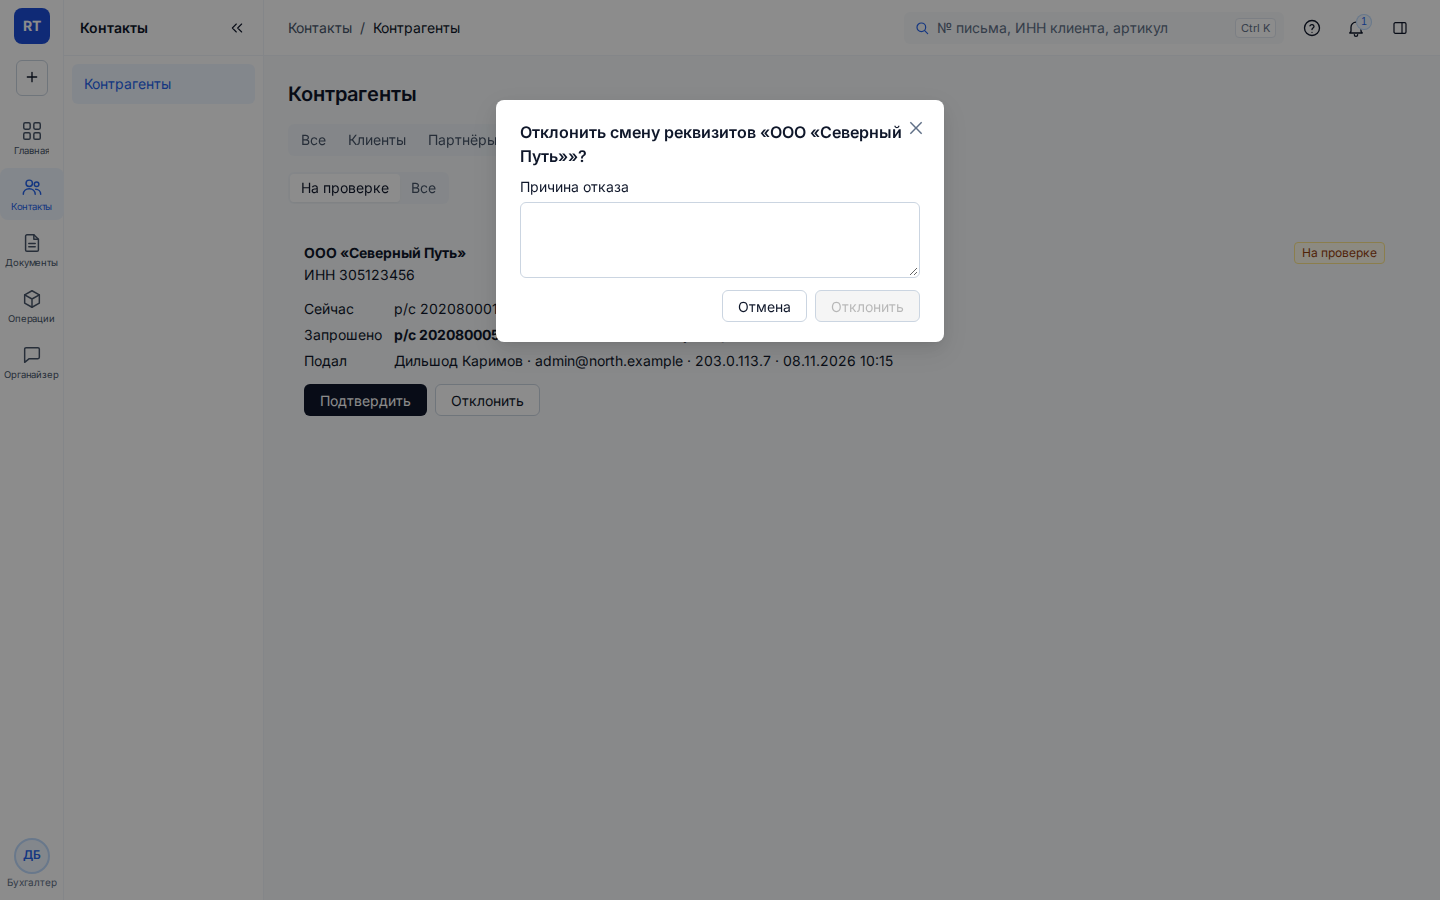 RT
Контакты
Контакты / Контрагенты
№ письма, ИНН клиента, артикул
Ctrl K
1
Контрагенты
Главная
Контакты
Документы
Операции
Органайзер
Контрагенты
Все Клиенты Партнёры
На проверке Все
Отклонить смену реквизитов «ООО «Северный
Путь»»?
Причина отказа
Отмена Отклонить
ООО «Северный Путь»
На проверке
ИНН 305123456
Сейчас р/с 202080001
Запрошено р/с 202080005
Подал Дильшод Каримов · admin@north.example · 203.0.113.7 · 08.11.2026 10:15
Подтвердить Отклонить
ДБ
Бухгалтер